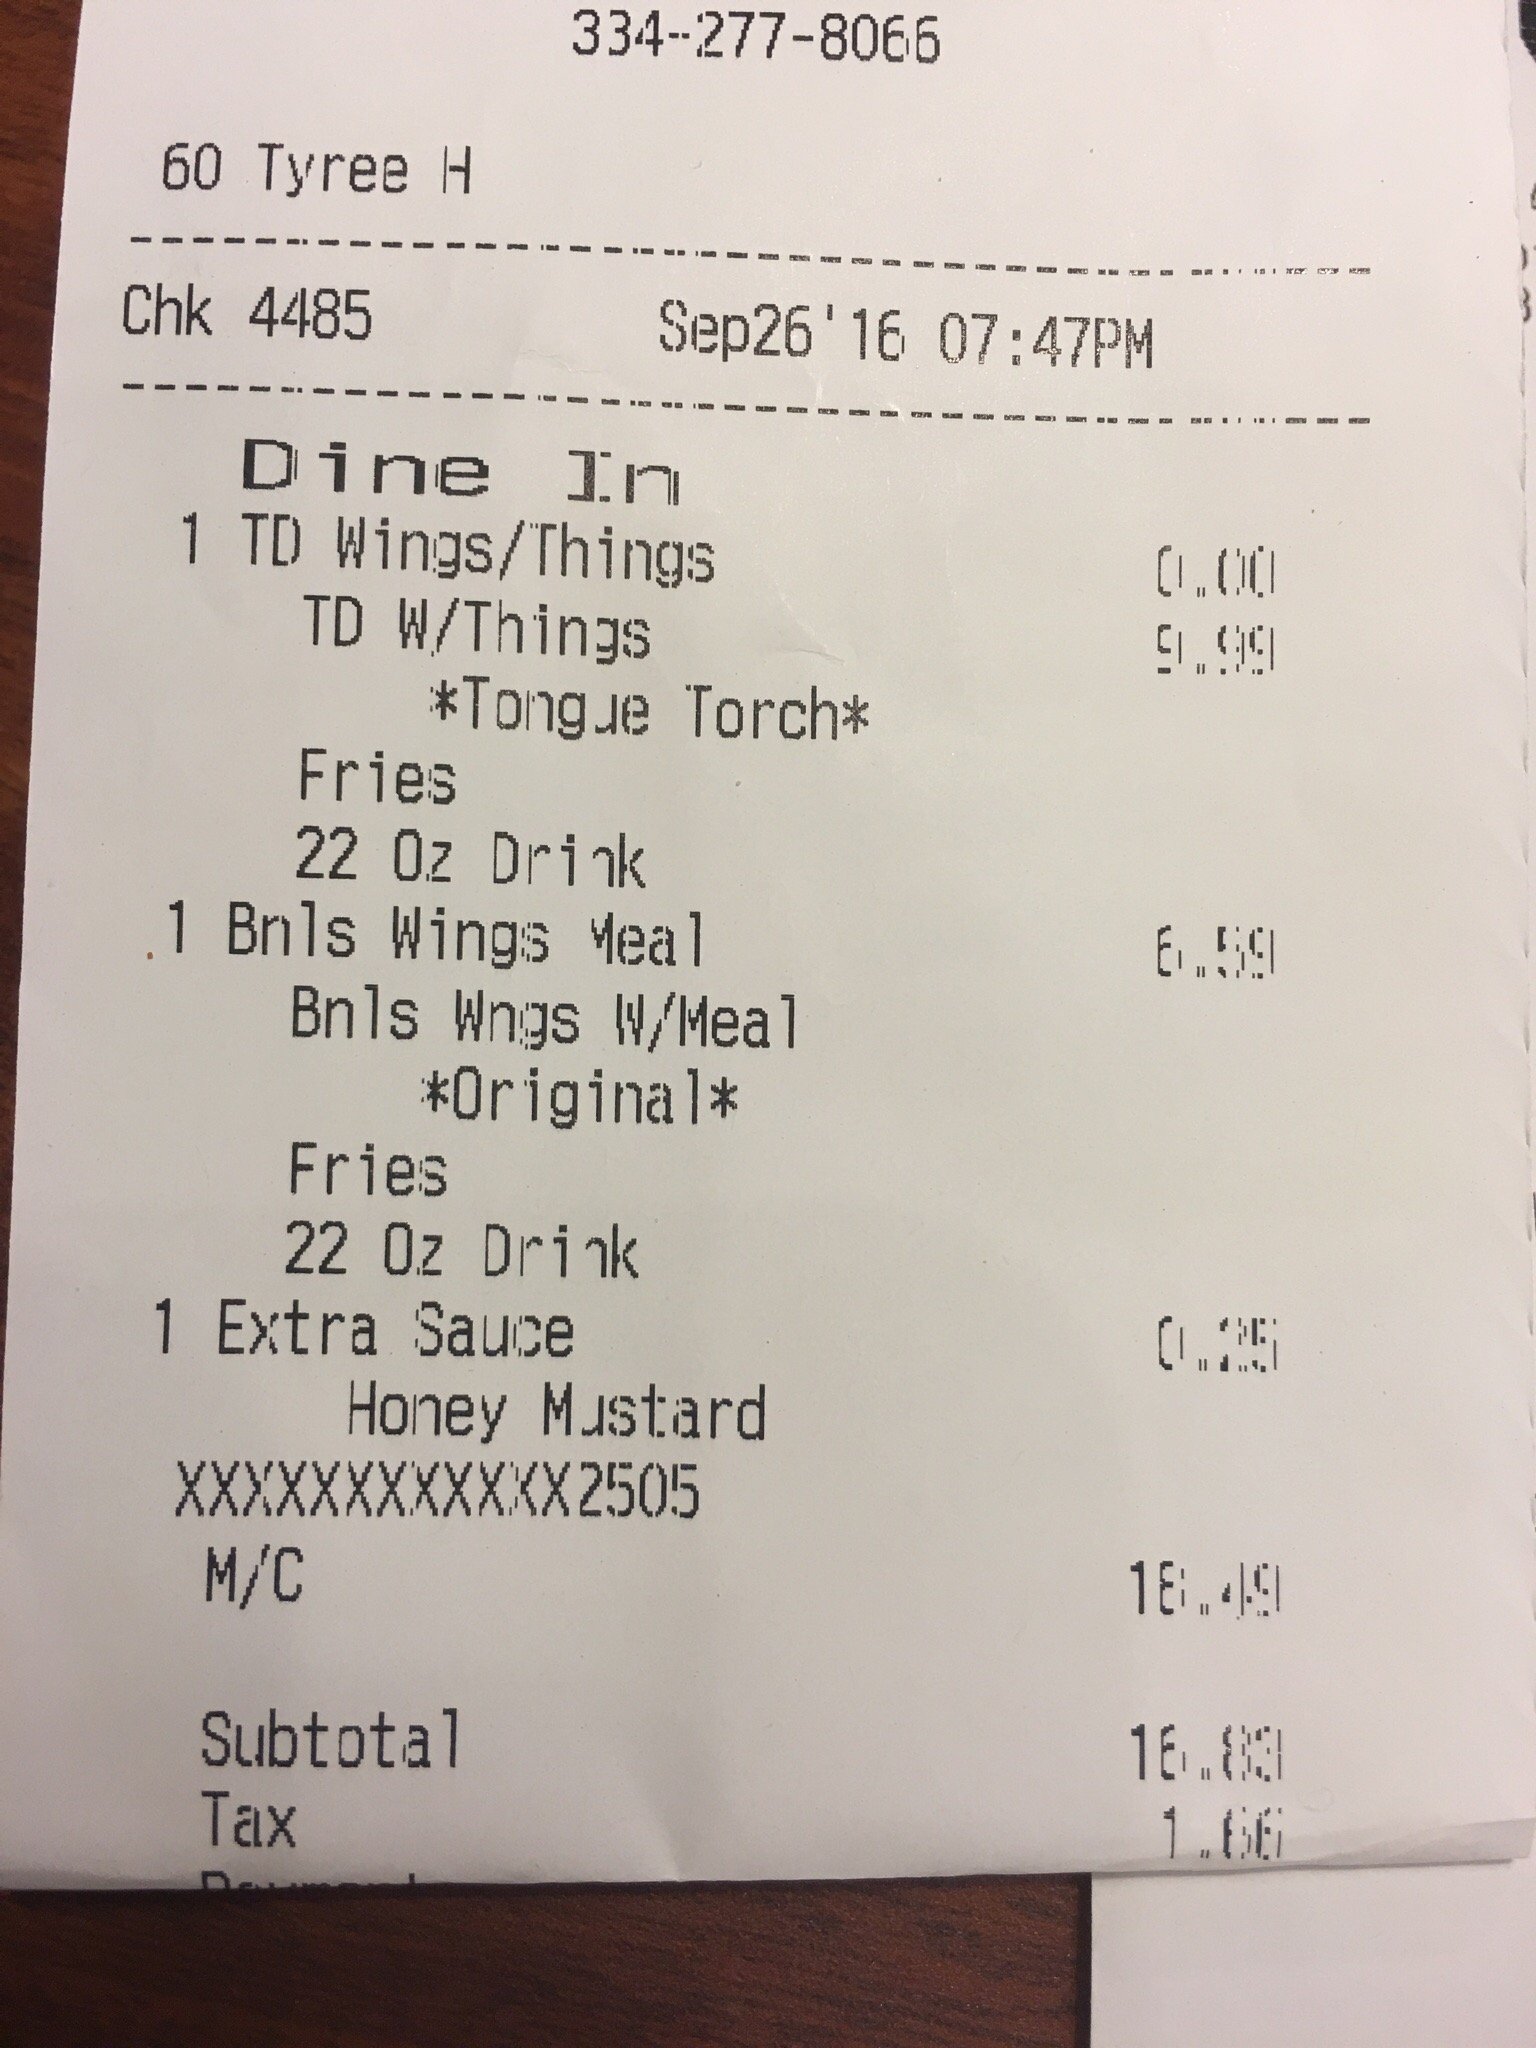 334-277-8066
60 Tyree H
Chk 4485 Sep26'16 07:47PM
Dine In
1 TD Wings/Things 0.00
TD W/Things 9.99
*Tongue Torch*
Fries
22 Oz Drink
1 Bnls Wings Meal 6.59
Bnls Wngs W/Meal
*Original*
Fries
22 Oz Drink
1 Extra Sauce 0.25
Honey Mustard
XXXXXXXXXXXX2505
M/C 18.49
Subtotal 16.83
Tax 1.66